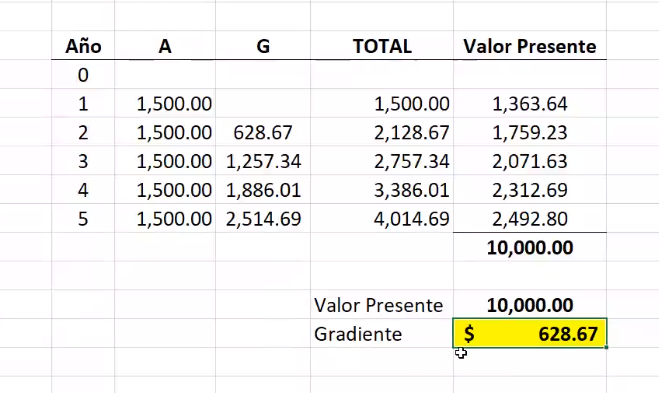 Año A G TOTAL Valor Presente
0
1 1,500.00 1,500.00 1,363.64
2 1,500.00 628.67 2,128.67 1,759.23
3 1,500.00 1,257.34 2,757.34 2,071.63
4 1,500.00 1,886.01 3,386.01 2,312.69
5 1,500.00 2,514.69 4,014.69 2,492.80
10,000.00
Valor Presente 10,000.00
Gradiente $ 628.67